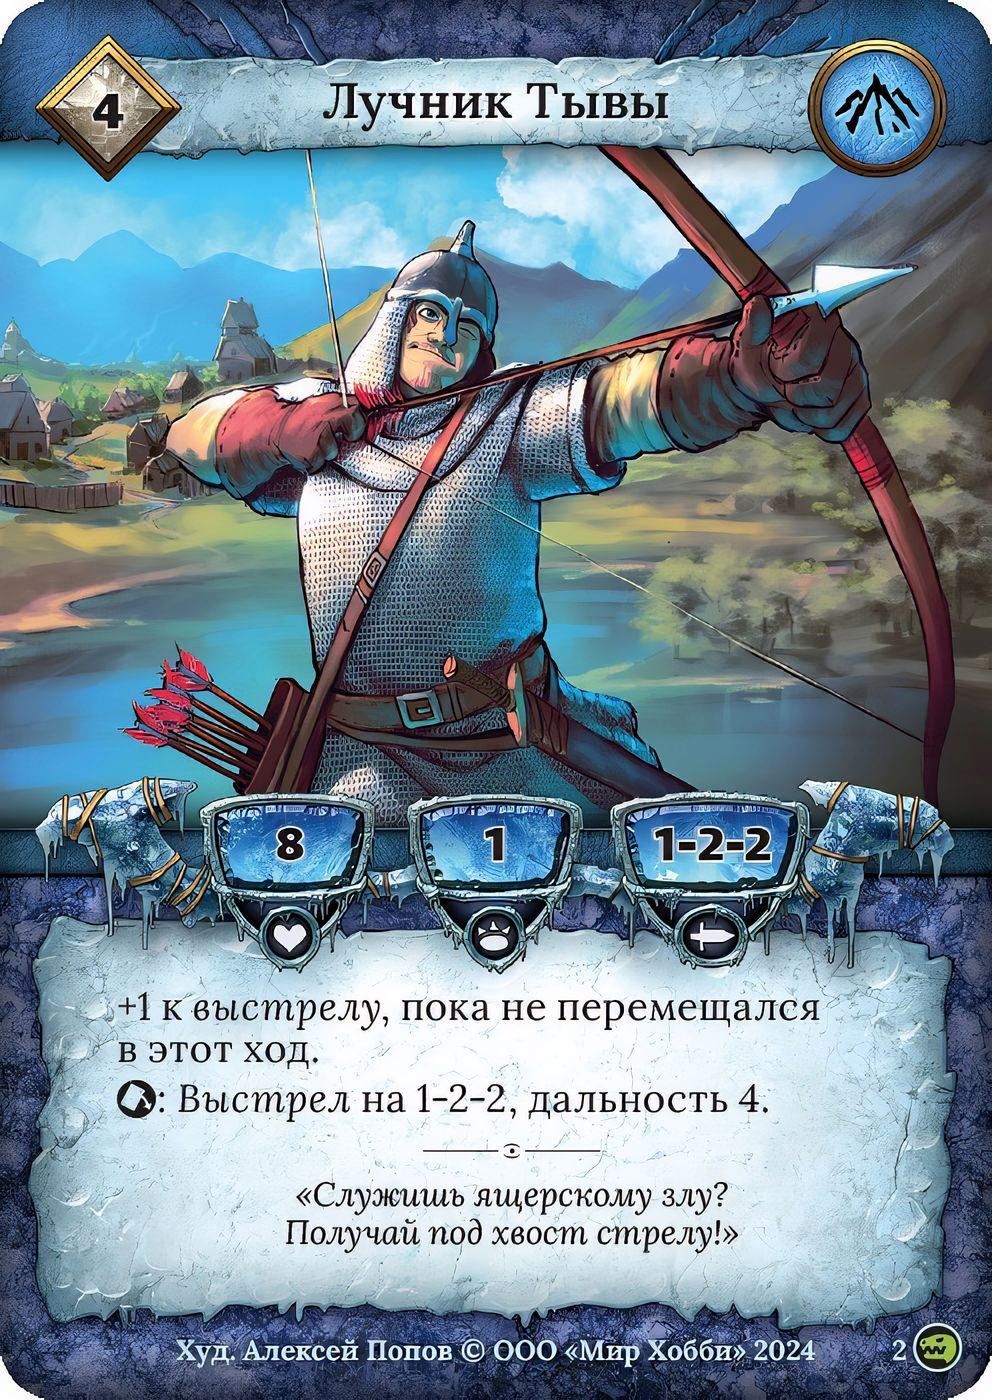 4
Лучник Тывы
8
1
1-2-2
+1 к выстрелу, пока не перемещался
в этот ход.
: Выстрел на 1-2-2, дальность 4.
«Служишь ящерскому злу?
Получай под хвост стрелу!»
Худ. Алексей Попов © ООО «Мир Хобби» 2024
2